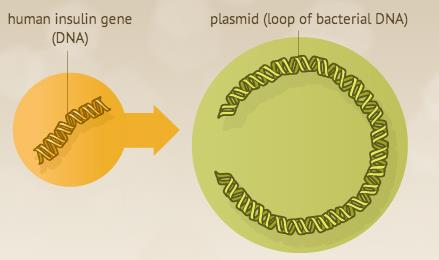 human insulin gene
(DNA)
plasmid (loop of bacterial DNA)